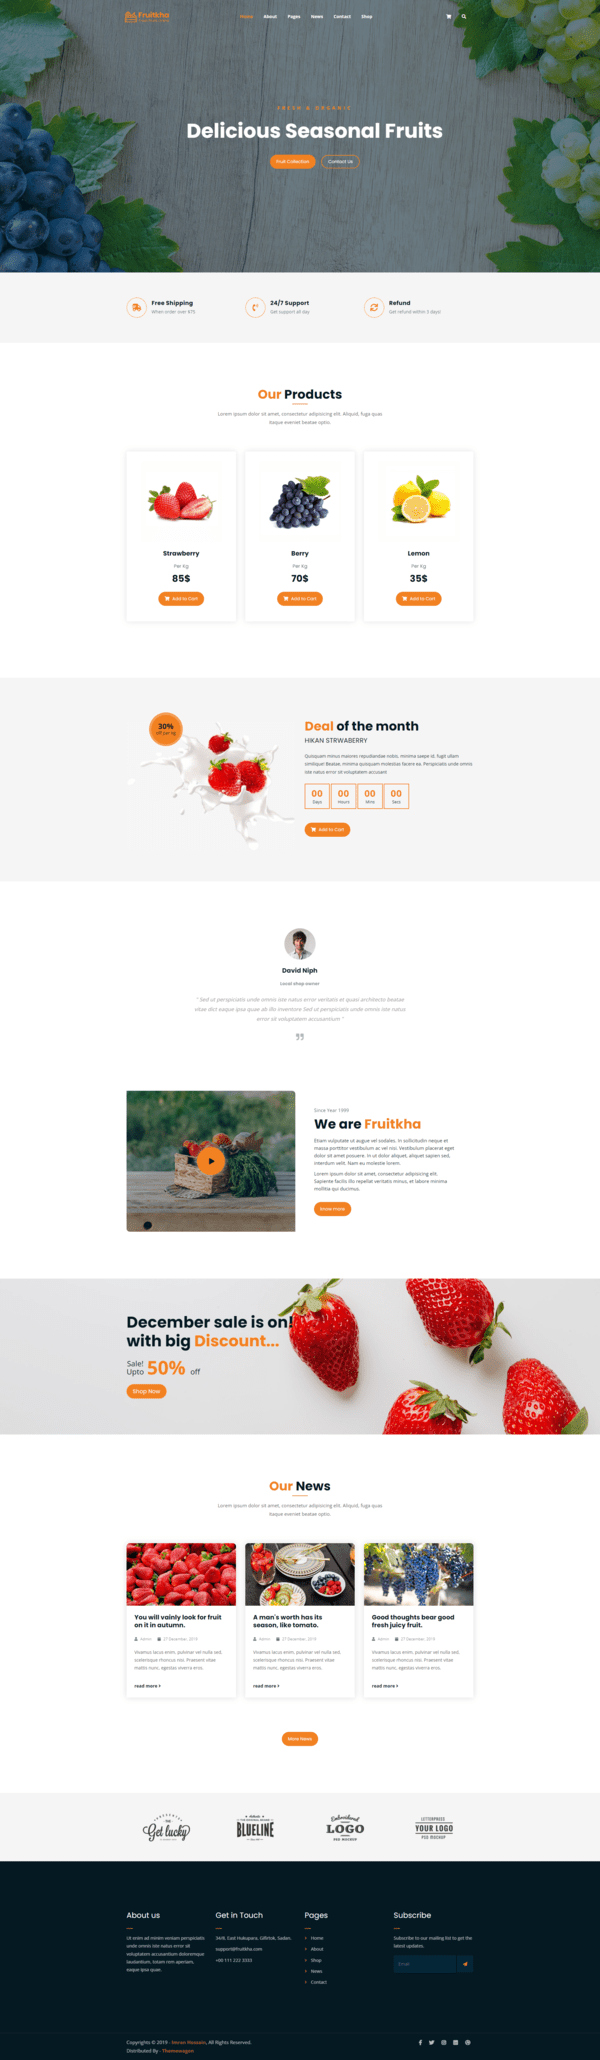 Fruitkha
Home About Pages News Contact Shop
FRESH & ORGANIC
Delicious Seasonal Fruits
Fruit Collection Contact Us
Free Shipping
When order over $75
24/7 Support
Get support all day
Refund
Get refund within 3 days!
Our Products
Lorem ipsum dolor sit amet, consectetur adipisicing elit. Aliquid, fuga quas
itaque eveniet beatae optio.
Strawberry
Per Kg
85$
Add to Cart
Berry
Per Kg
70$
Add to Cart
Lemon
Per Kg
35$
Add to Cart
30%
off per kg
Deal of the month
HIKAN STRWABERRY
Quisquam minus maiores repudiandae nobis, minima saepe id, fugit ullam
similique! Beatae, minima quisquam molestias facere ea. Perspiciatis unde omnis
iste natus error sit voluptatem accusant
00 Days
00 Hours
00 Mins
00 Secs
Add to Cart
David Niph
Local shop owner
" Sed ut perspiciatis unde omnis iste natus error veritatis et quasi architecto beatae
vitae dict eaque ipsa quae ab illo inventore Sed ut perspiciatis unde omnis iste natus
error sit voluptatem accusantium "
Since Year 1999
We are Fruitkha
Etiam vulputate ut augue vel sodales. In sollicitudin neque et
massa porttitor vestibulum ac vel nisi. Vestibulum placerat eget
dolor sit amet posuere. In ut dolor aliquet, aliquet sapien sed,
interdum velit. Nam eu molestie lorem.
Lorem ipsum dolor sit amet, consectetur adipisicing elit.
Sapiente facilis illo repellat veritatis minus, et labore minima
mollitia qui ducimus.
know more
December sale is on!
with big Discount...
Sale!
Upto 50% off
Shop Now
Our News
Lorem ipsum dolor sit amet, consectetur adipisicing elit. Aliquid, fuga quas
itaque eveniet beatae optio.
You will vainly look for fruit
on it in autumn.
Admin 27 December, 2019
Vivamus lacus enim, pulvinar vel nulla sed,
scelerisque rhoncus nisi. Praesent vitae
mattis nunc, egestas viverra eros.
read more
A man's worth has its
season, like tomato.
Admin 27 December, 2019
Vivamus lacus enim, pulvinar vel nulla sed,
scelerisque rhoncus nisi. Praesent vitae
mattis nunc, egestas viverra eros.
read more
Good thoughts bear good
fresh juicy fruit.
Admin 27 December, 2019
Vivamus lacus enim, pulvinar vel nulla sed,
scelerisque rhoncus nisi. Praesent vitae
mattis nunc, egestas viverra eros.
read more
More News
THE
Get lucky
BLUELINE
Embroidered
LOGO
PSD MOCKUP
LETTERPRESS
YOUR LOGO
PSD MOCKUP
About us
Ut enim ad minim veniam perspiciatis
unde omnis iste natus error sit
voluptatem accusantium doloremque
laudantium, totam rem aperiam,
eaque ipsa quae.
Get in Touch
34/8, East Hukupara, Gifirtok, Sadan.
support@fruitkha.com
+00 111 222 3333
Pages
Home
About
Shop
News
Contact
Subscribe
Subscribe to our mailing list to get the
latest updates.
Email
Copyrights © 2019 - Imran Hossain, All Rights Reserved.
Distributed By - Themewagon